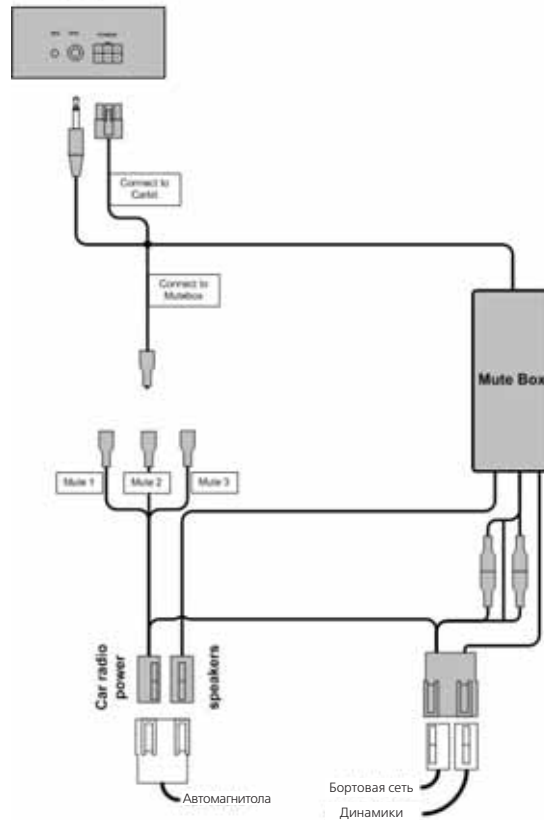 Connect to
Carkit
Connect to
Mutebox
Mute Box
Mute 1
Mute 2
Mute 3
Car radio
power
speakers
Автомагнитола
Бортовая сеть
Динамики